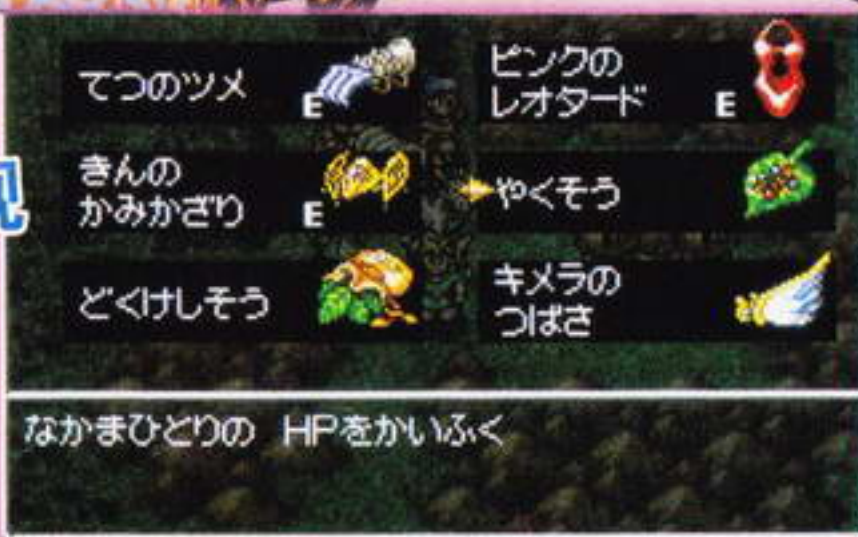 てつのツメ E
ピンクの
レオタード E
きんの
かみかざり E
やくそう
どくけしそう
キメラの
つばさ
なかまひとりの HPをかいふく